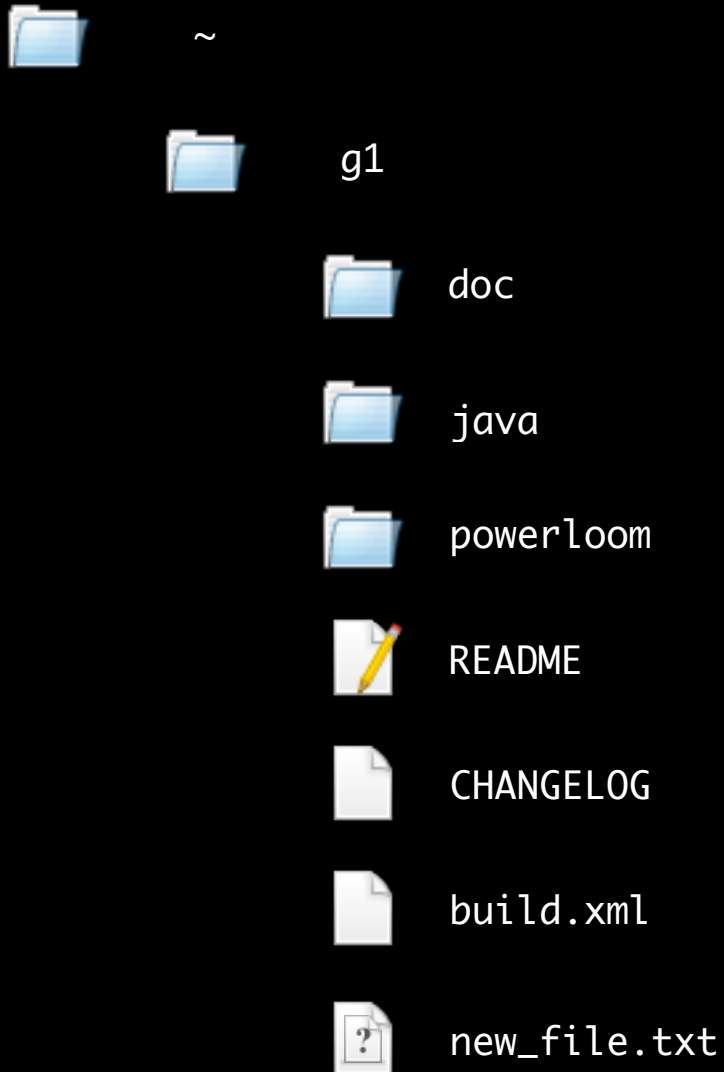 ~
g1
doc
java
powerloom
README
CHANGELOG
build.xml
?
new_file.txt